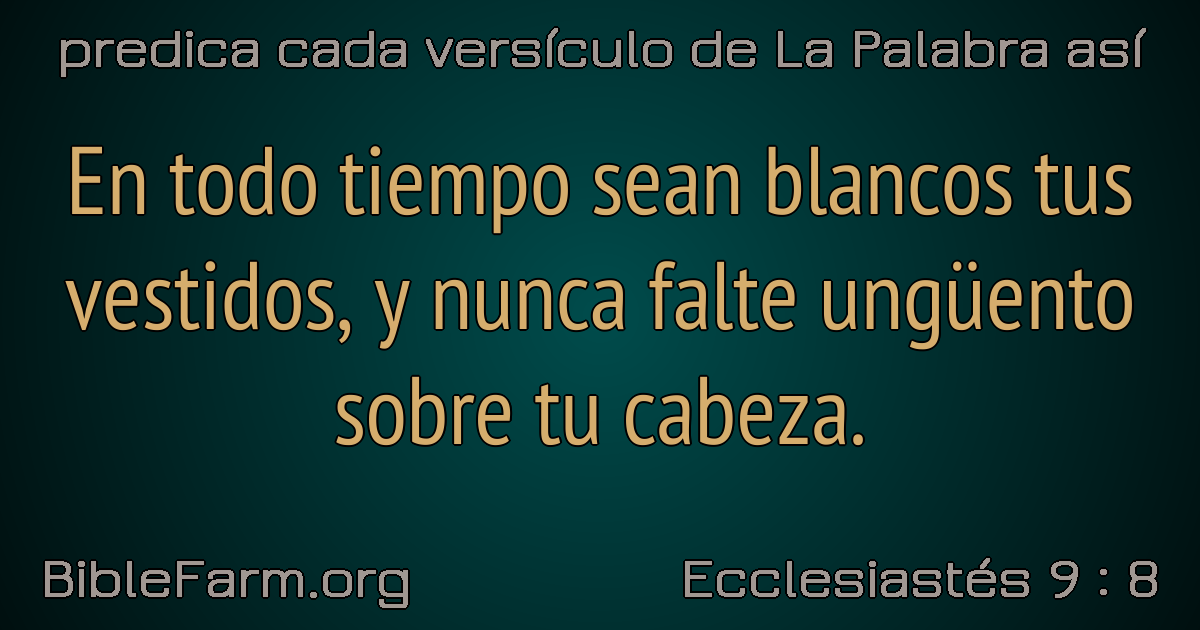 predica cada versículo de La Palabra así
En todo tiempo sean blancos tus
vestidos, y nunca falte ungüento
sobre tu cabeza.
BibleFarm.org
Ecclesiastés 9 : 8